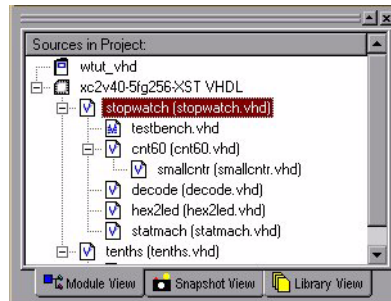 Sources in Project:
wtut_vhd
xc2v40-5fg256-XST VHDL
stopwatch (stopwatch.vhd)
testbench.vhd
cnt60 (cnt60.vhd)
smallcntr (smallcntr.vhd)
decode (decode.vhd)
hex2led (hex2led.vhd)
statmach (statmach.vhd)
tenths (tenths.vhd)
Module View Snapshot View Library View